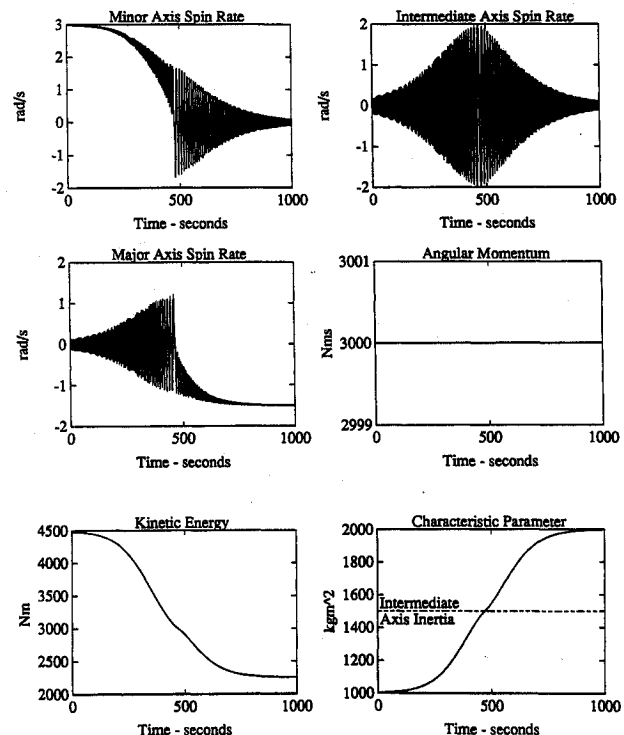 Minor Axis Spin Rate
3
2
1
0
-1
-2
rad/s
0
500
1000
Time - seconds
Intermediate Axis Spin Rate
2
1
0
-1
-2
rad/s
0
500
1000
Time - seconds
Major Axis Spin Rate
2
1
0
-1
-2
rad/s
0
500
1000
Time - seconds
Angular Momentum
3001
3000
2999
Nms
0
500
1000
Time - seconds
Kinetic Energy
4500
4000
3500
3000
2500
2000
Nm
0
500
1000
Time - seconds
Characteristic Parameter
2000
1800
1600
1400
1200
1000
kgm^2
Intermediate
Axis Inertia
0
500
1000
Time - seconds